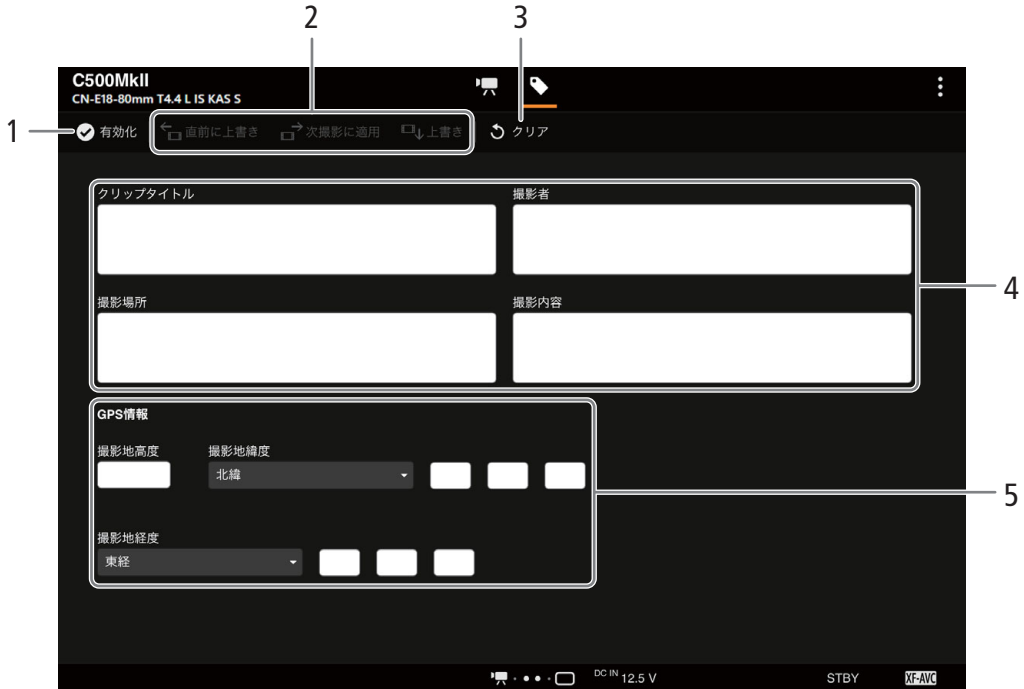 2
3
C500MkII
CN-E18-80mm T4.4 L IS KAS S
1
有効化
直前に上書き
次撮影に適用
上書き
クリア
クリップタイトル
撮影者
4
撮影場所
撮影内容
GPS情報
撮影地高度
撮影地緯度
北緯
5
撮影地経度
東経
DC IN 12.5 V
STBY
XF-AVC